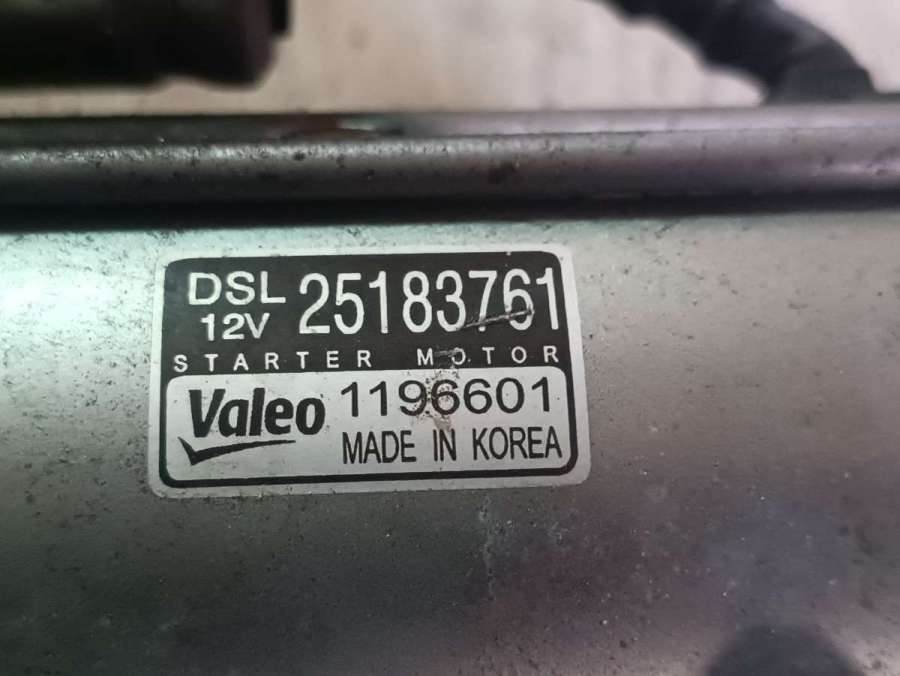 DSL 25183761
12V
STARTER MOTOR
Valeo 1196601
MADE IN KOREA